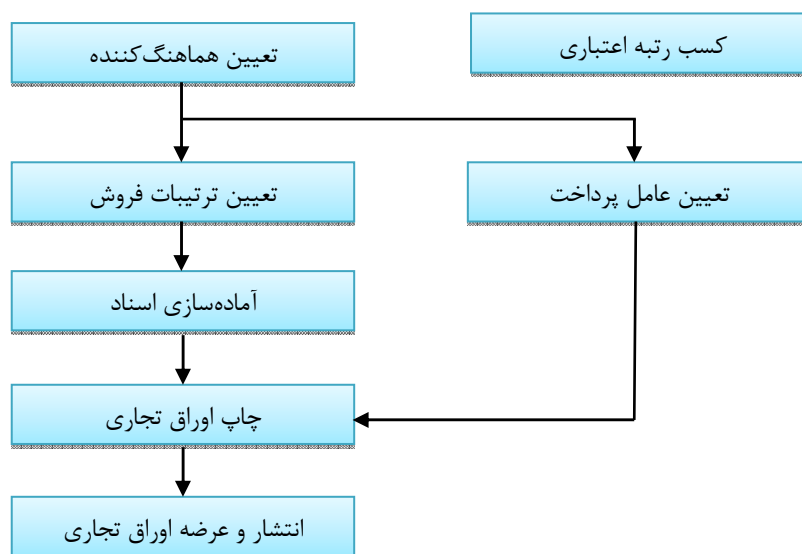 کسب رتبه اعتباری
تعیین هماهنگ‌کننده
تعیین عامل پرداخت
تعیین ترتیبات فروش
آماده‌سازی اسناد
چاپ اوراق تجاری
انتشار و عرضه اوراق تجاری